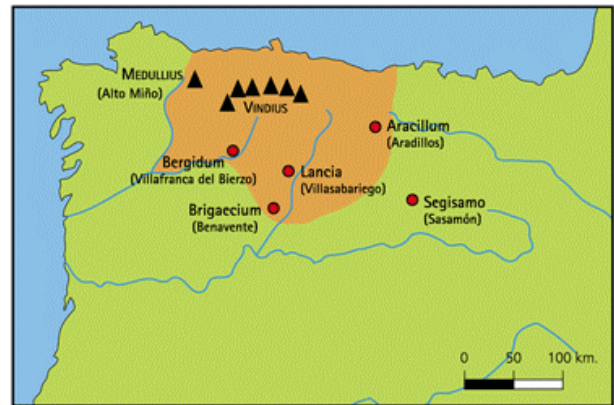 MEDULLIUS
(Alto Miño)
VINDIUS
Aracillum
(Aradillos)
Bergidum
(Villafranca del Bierzo)
Lancia
(Villasabariego)
Brigaecium
(Benavente)
Segisamo
(Sasamón)
0 50 100 km.